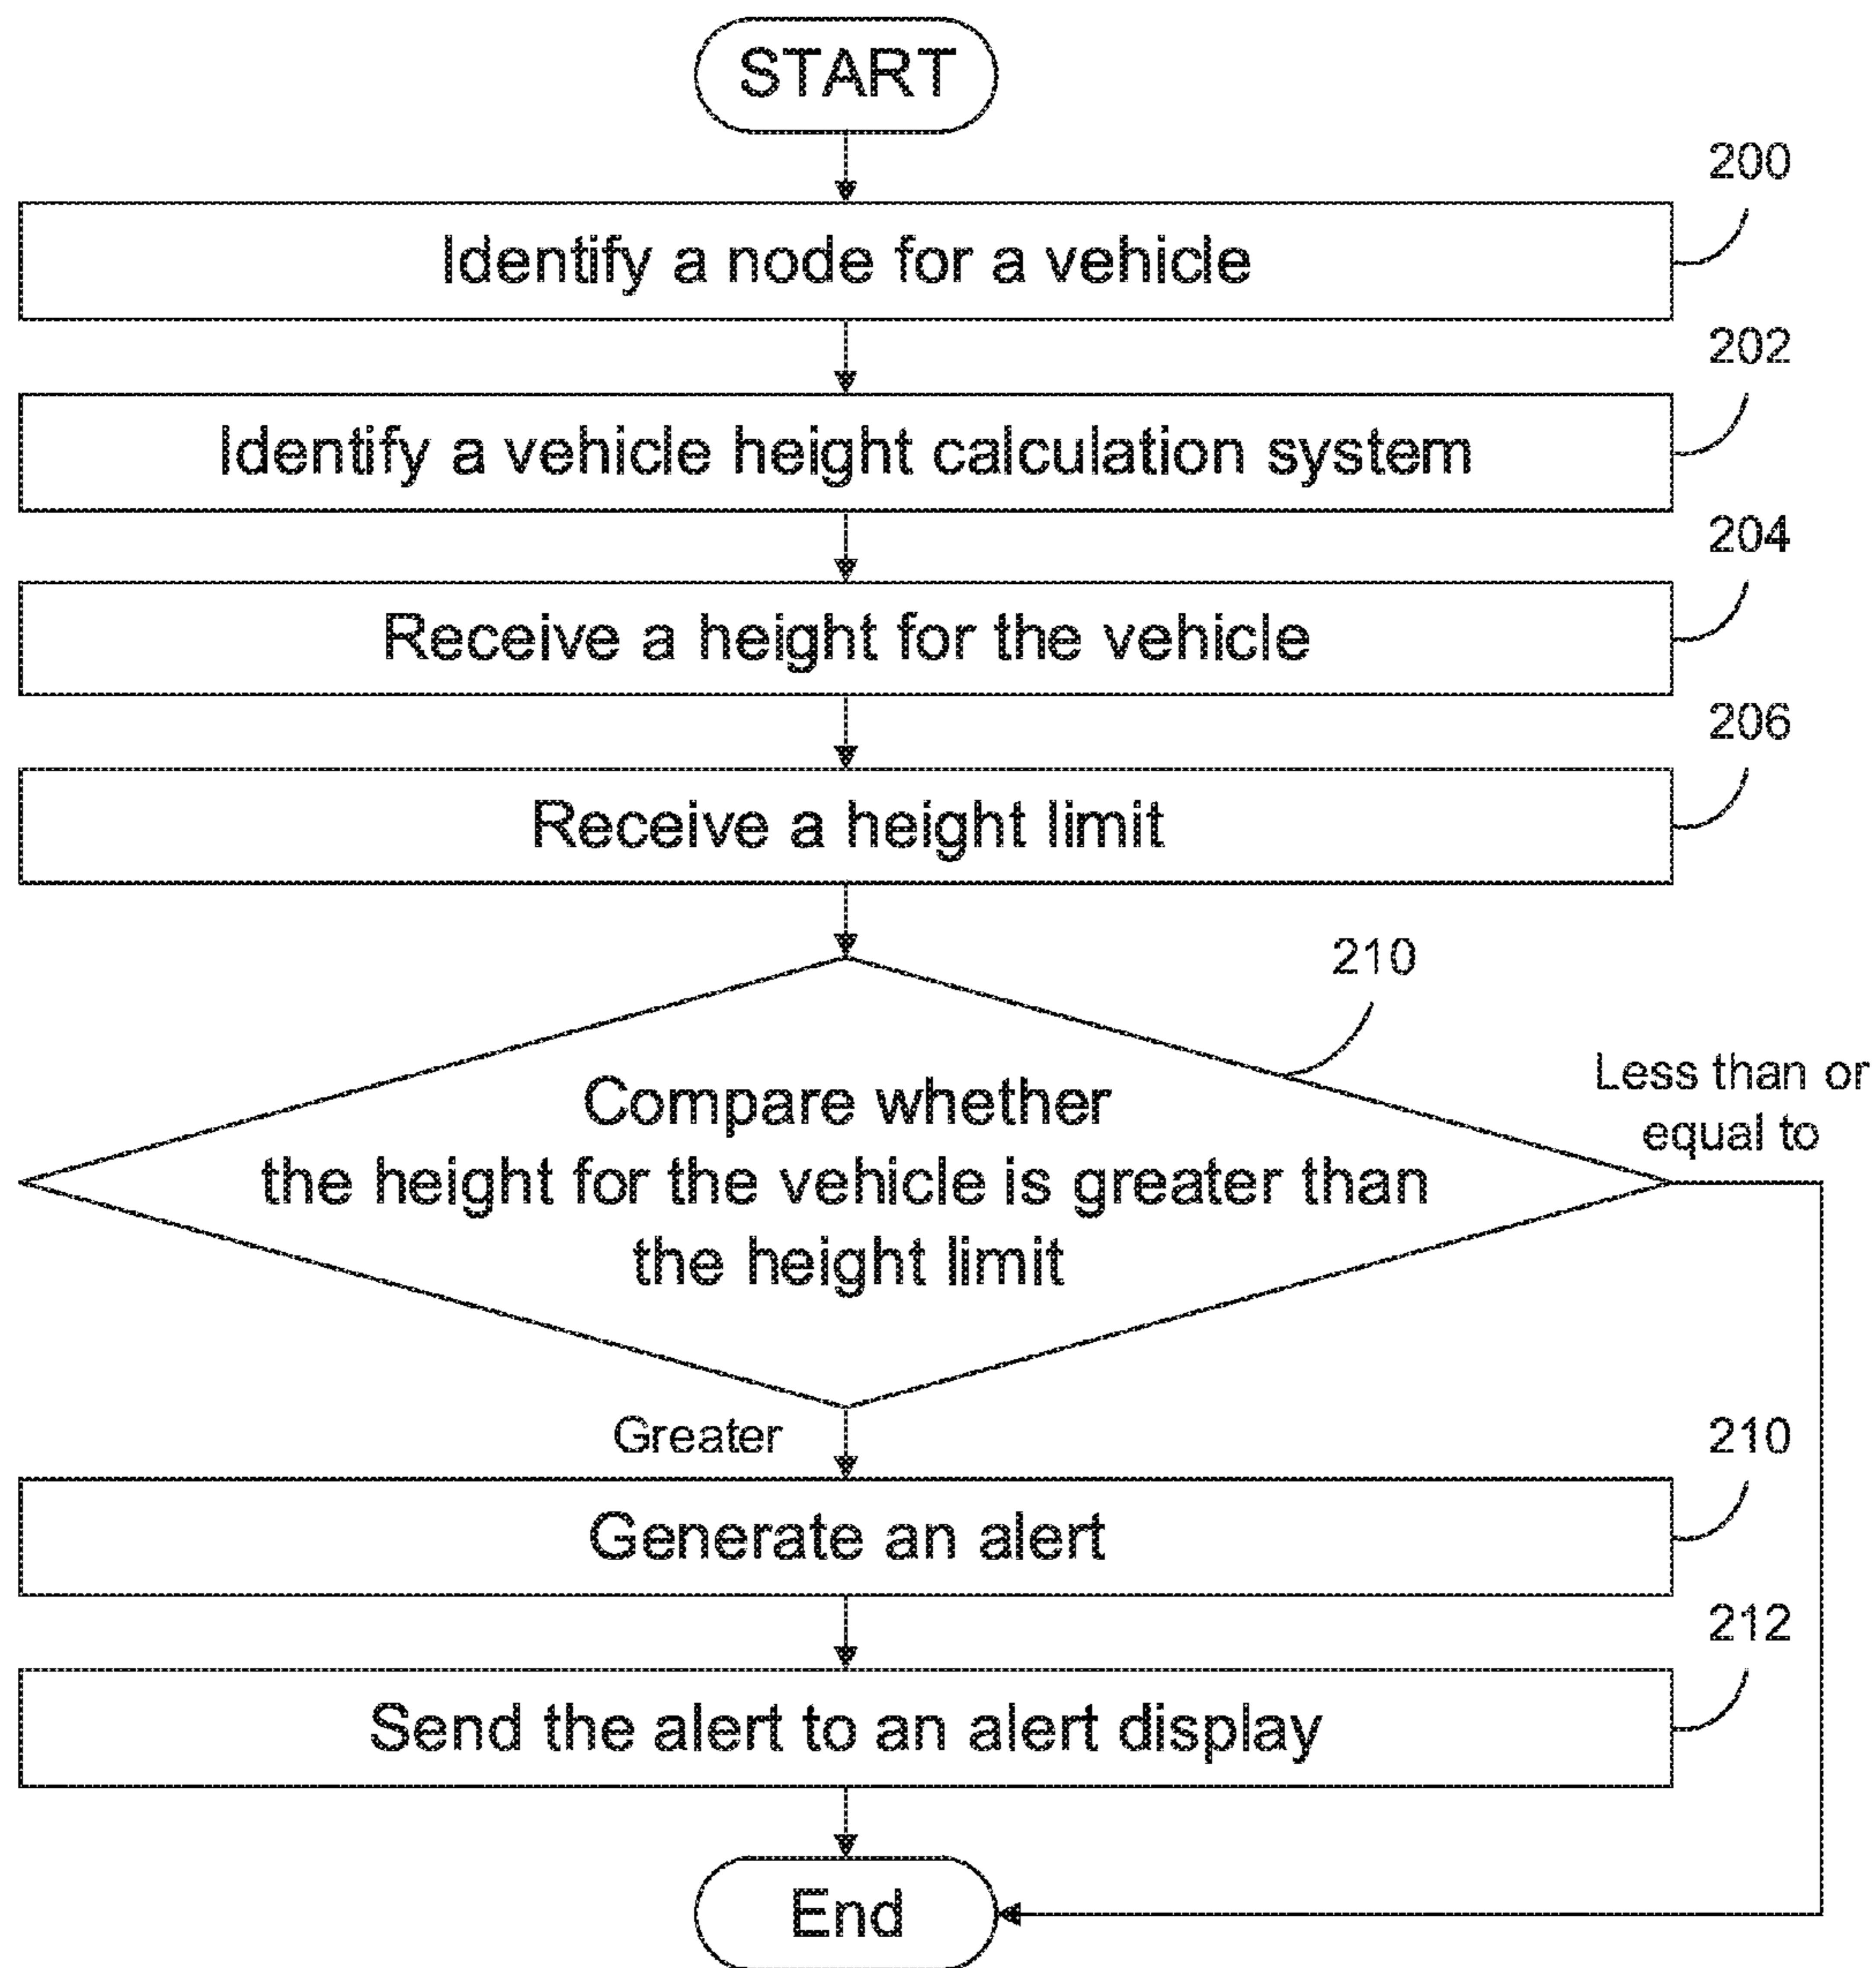 START
200
Identify a node for a vehicle
202
Identify a vehicle height calculation system
204
Receive a height for the vehicle
206
Receive a height limit
210
Less than or
equal to
Compare whether
the height for the vehicle is greater than
the height limit
Greater
210
Generate an alert
212
Send the alert to an alert display
End